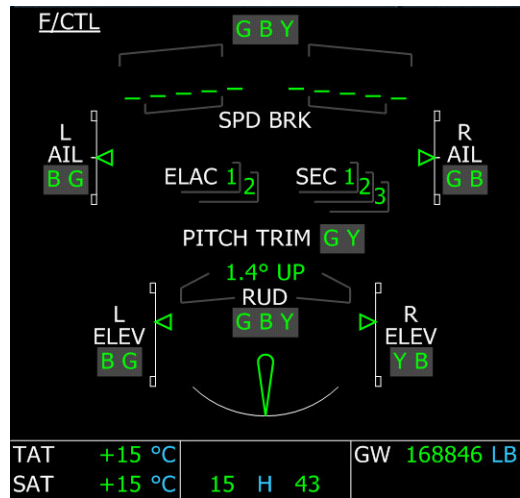 F/CTL
G B Y
SPD BRK
L AIL B G
R AIL G B
ELAC 1 2
SEC 1 2 3
PITCH TRIM G Y
1.4° UP
RUD
G B Y
L ELEV B G
R ELEV Y B
TAT +15 °C
GW 168846 LB
SAT +15 °C
15 H 43